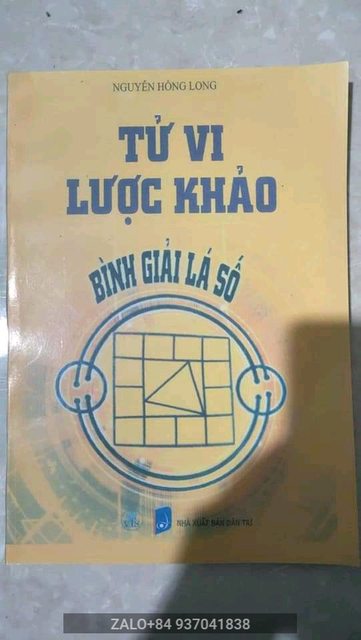 NGUYỄN HỒNG LONG
TỬ VI
LƯỢC KHẢO
BÌNH GIẢI LÁ SỐ
NHÀ XUẤT BẢN DÂN TRÍ
ZALO+84 937041838